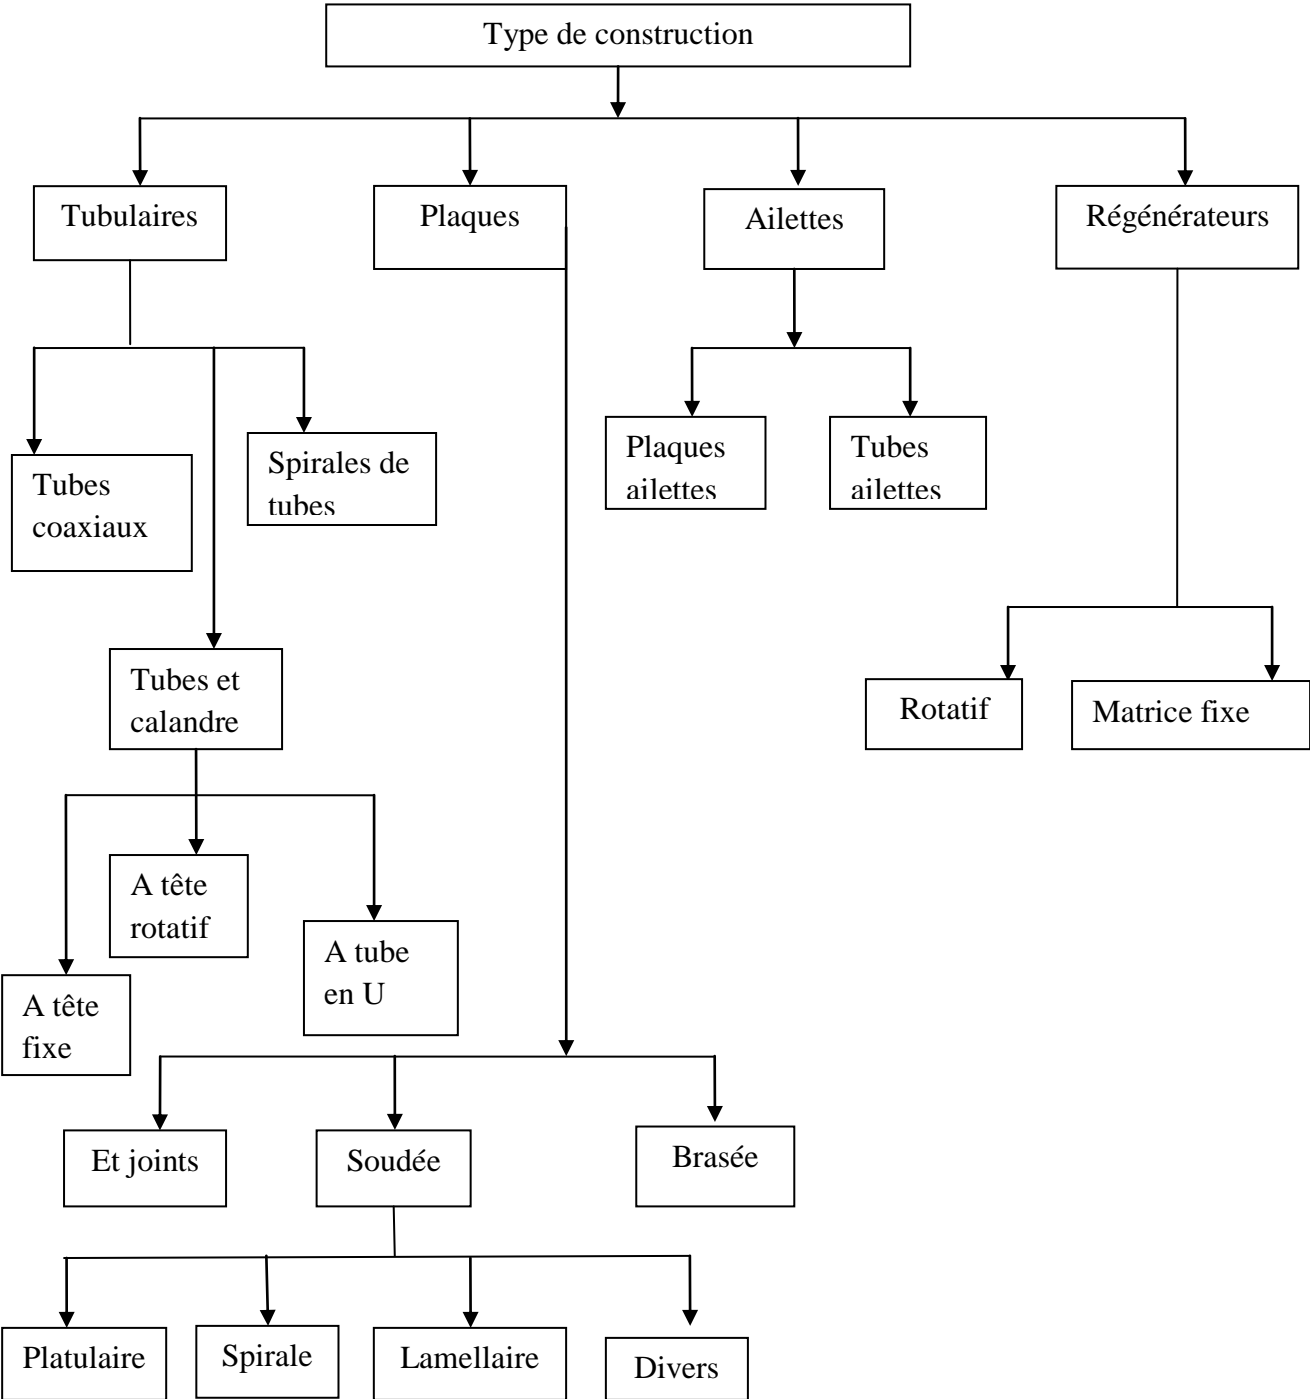 Type de construction
Tubulaires
Plaques
Ailettes
Régénérateurs
Tubes
coaxiaux
Spirales de
tubes
Plaques
ailettes
Tubes
ailettes
Tubes et
calandre
Rotatif
Matrice fixe
A tête
rotatif
A tube
en U
A tête
fixe
Et joints
Soudée
Brasée
Platulaire
Spirale
Lamellaire
Divers